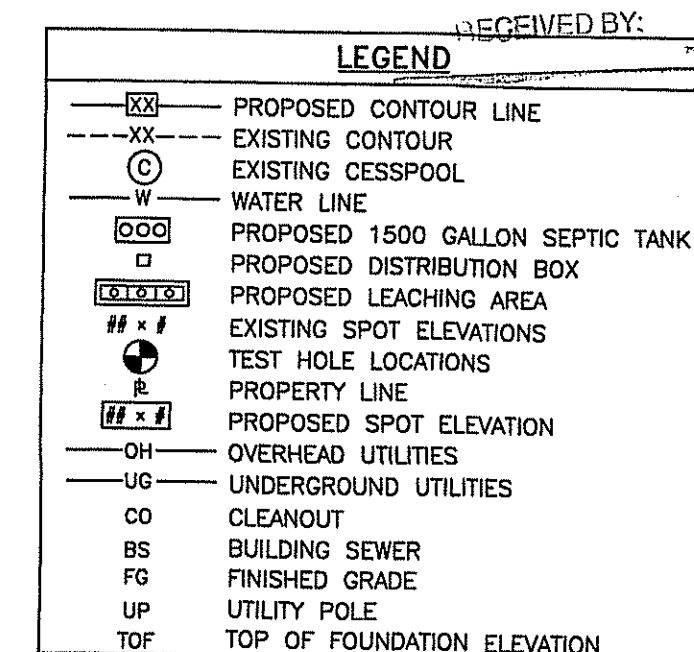 RECEIVED BY:
LEGEND
XX PROPOSED CONTOUR LINE
XX EXISTING CONTOUR
C EXISTING CESSPOOL
W WATER LINE
PROPOSED 1500 GALLON SEPTIC TANK
PROPOSED DISTRIBUTION BOX
PROPOSED LEACHING AREA
## × # EXISTING SPOT ELEVATIONS
TEST HOLE LOCATIONS
PL PROPERTY LINE
## × # PROPOSED SPOT ELEVATION
OH OVERHEAD UTILITIES
UG UNDERGROUND UTILITIES
CO CLEANOUT
BS BUILDING SEWER
FG FINISHED GRADE
UP UTILITY POLE
TOF TOP OF FOUNDATION ELEVATION